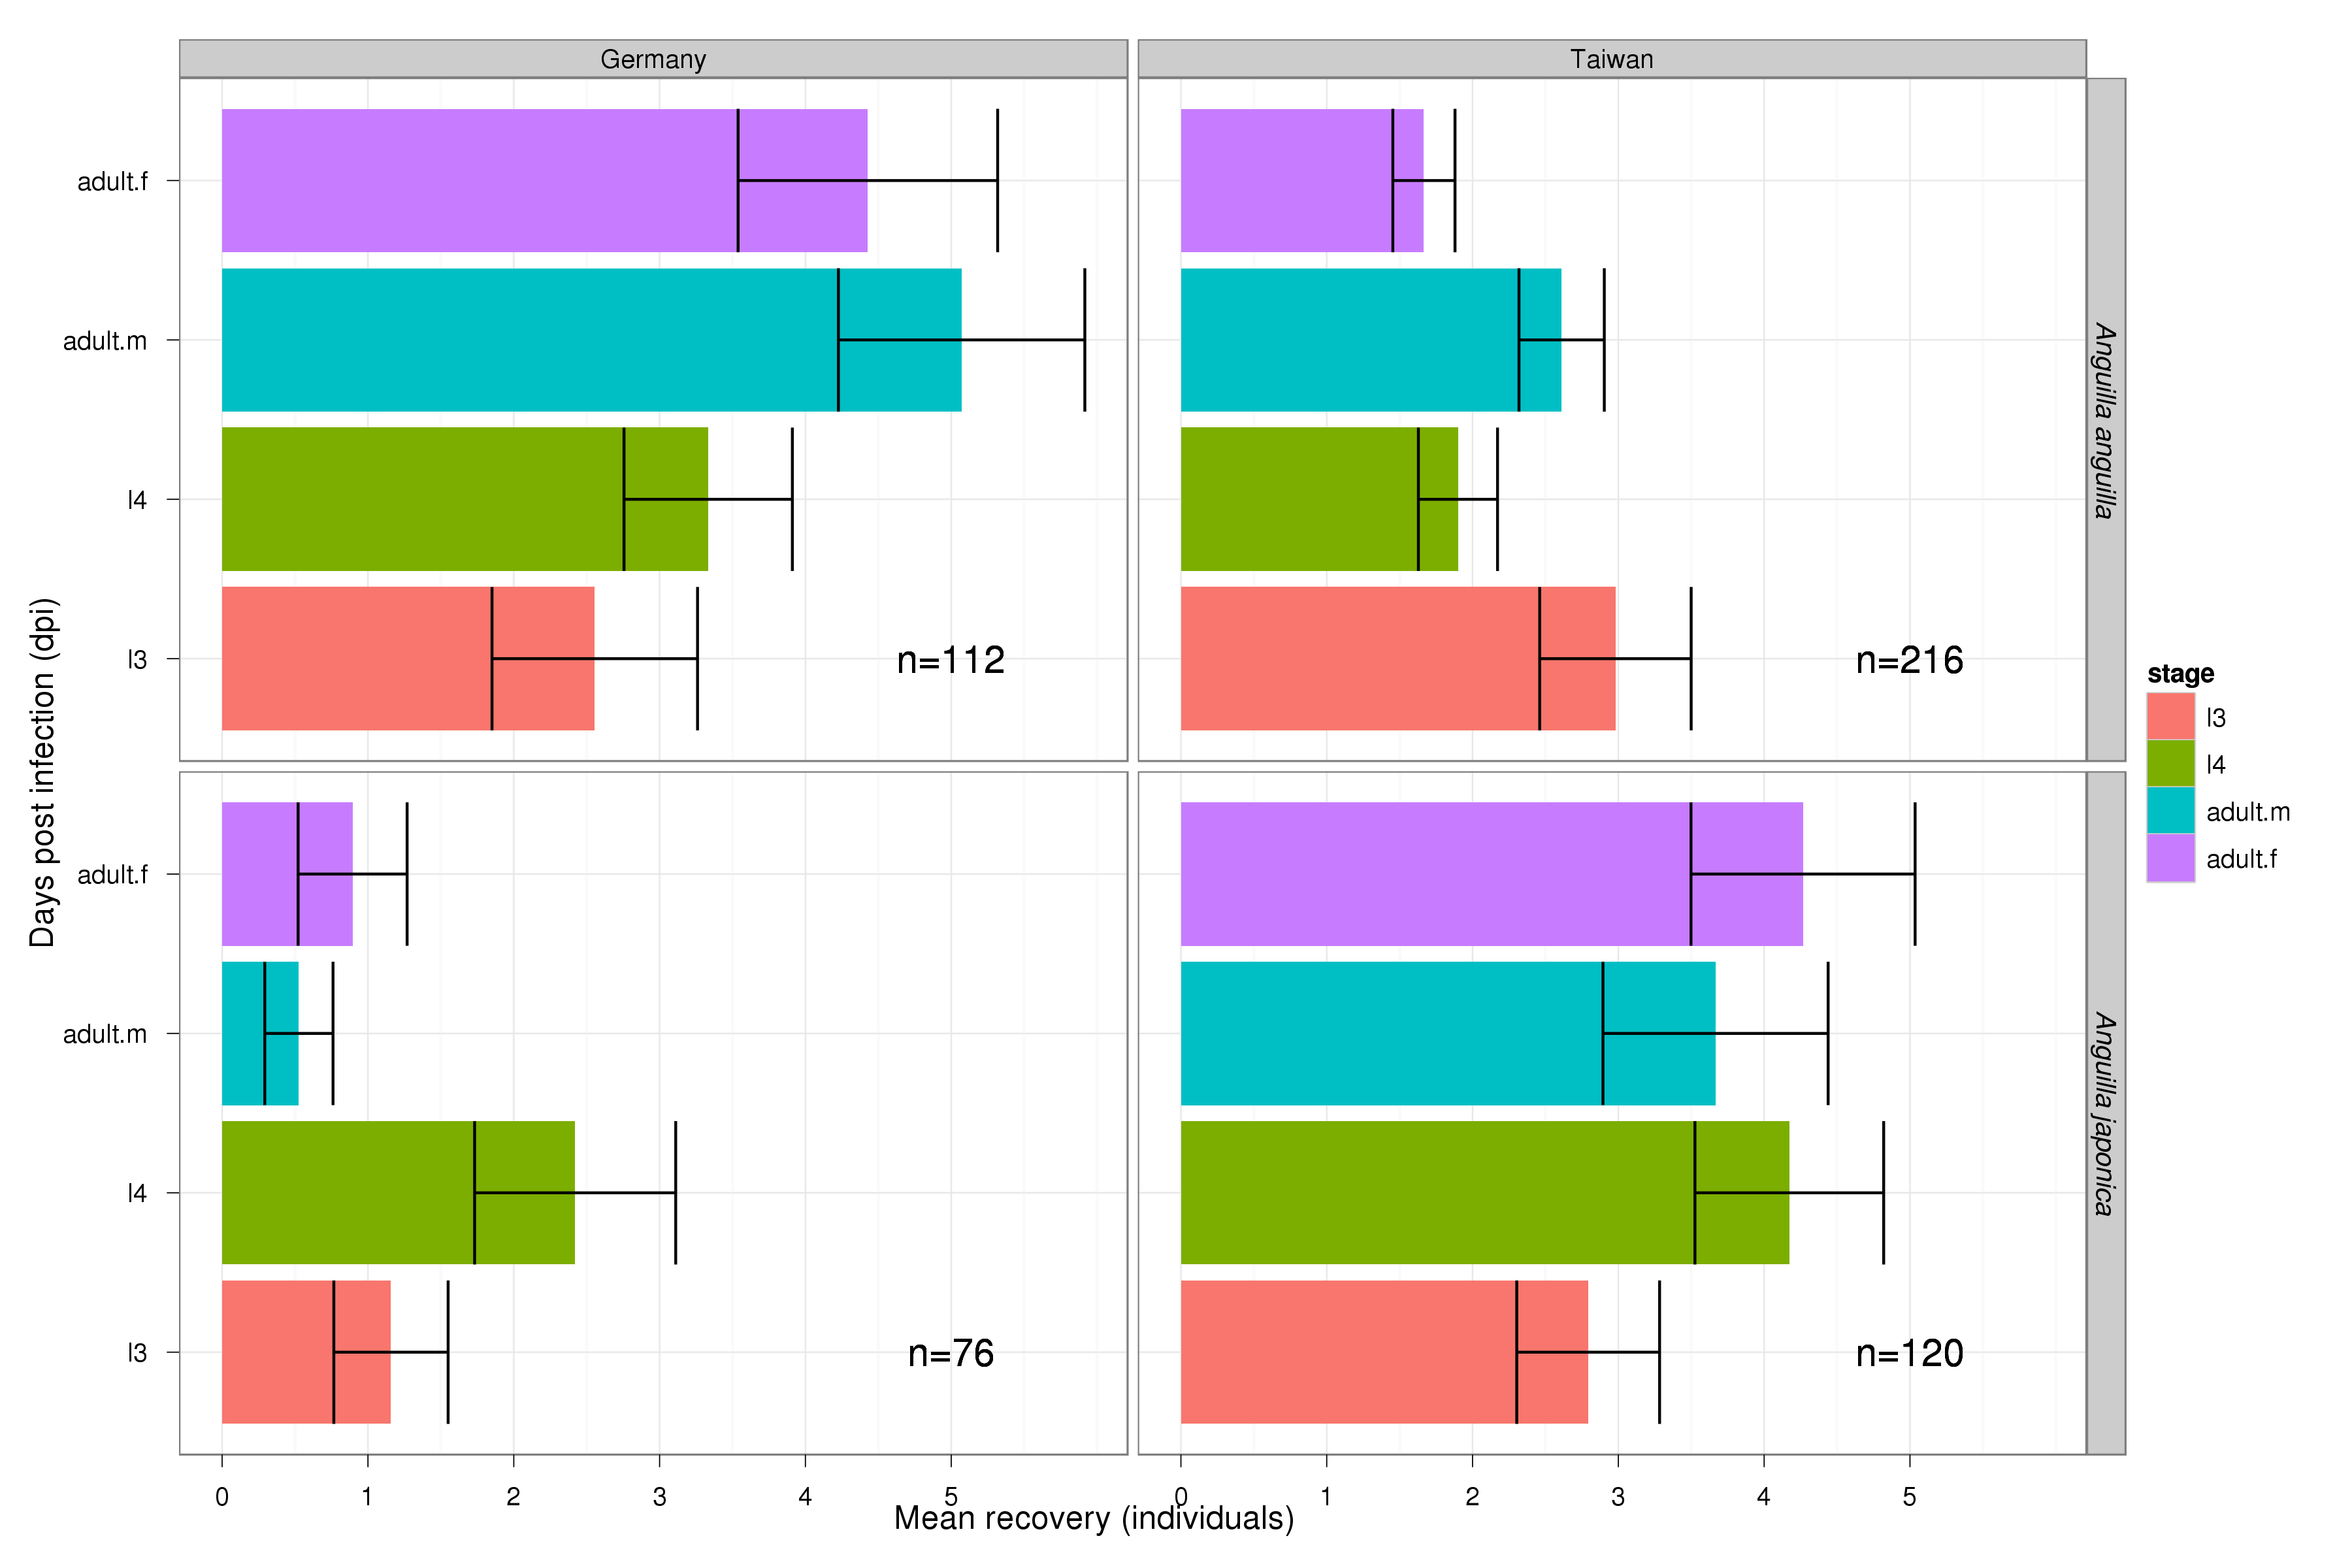 Germany
Taiwan
adult.f
adult.m
l4
l3
n=112
n=216
Anguilla anguilla
Days post infection (dpi)
adult.f
adult.m
l4
l3
n=76
n=120
Anguilla japonica
0 1 2 3 4 5
0 1 2 3 4 5
Mean recovery (individuals)
stage
l3
l4
adult.m
adult.f